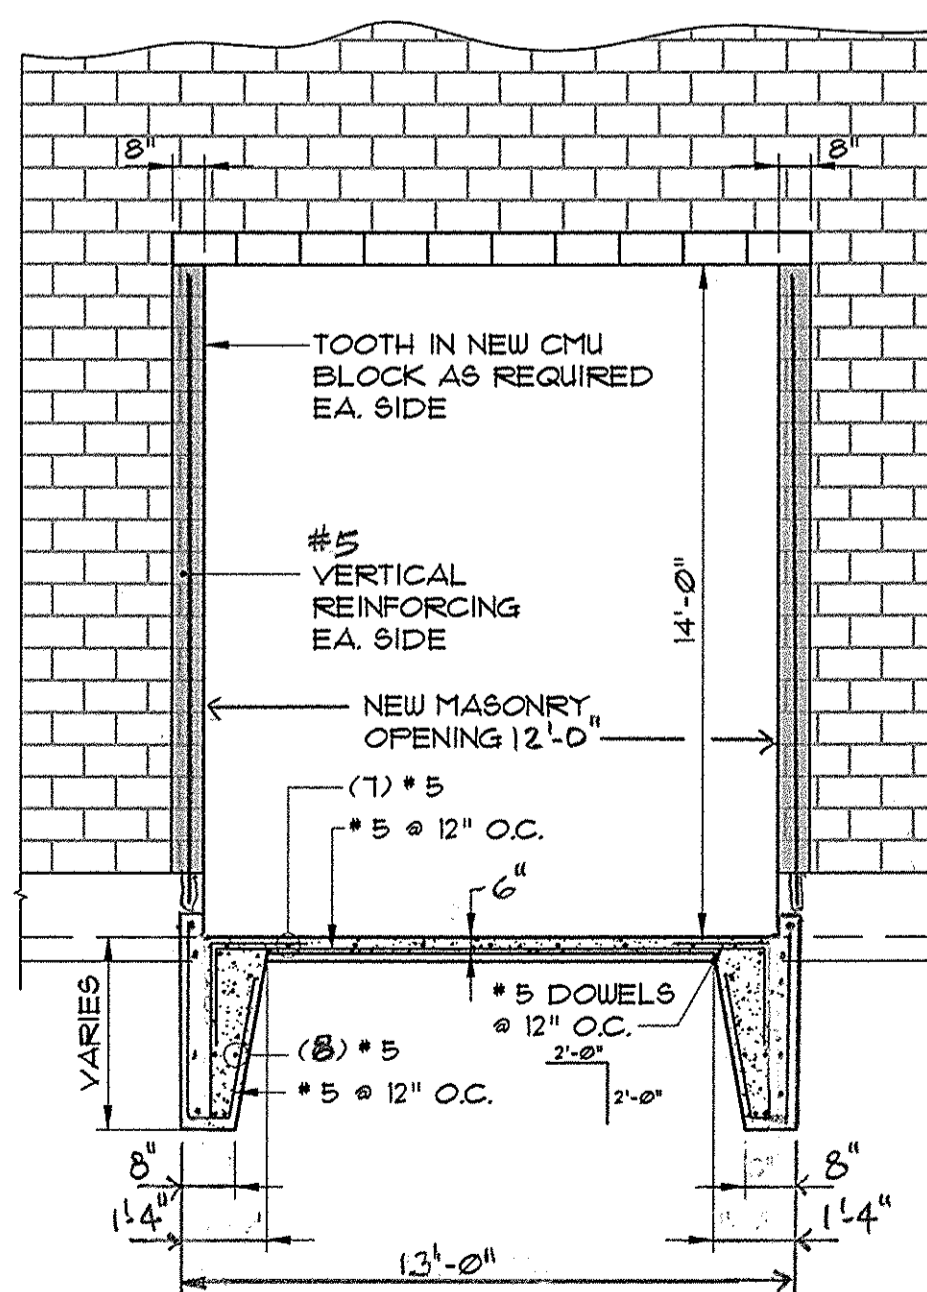 8"
8"
TOOTH IN NEW CMU
BLOCK AS REQUIRED
EA. SIDE
#5
VERTICAL
REINFORCING
EA. SIDE
14'-0"
NEW MASONRY
OPENING 12'-0"
(7) # 5
# 5 @ 12" O.C.
6"
VARIES
# 5 DOWELS
@ 12" O.C.
2'-0"
2'-0"
(8) # 5
# 5 @ 12" O.C.
8"
8"
1'-4"
1'-4"
13'-0"